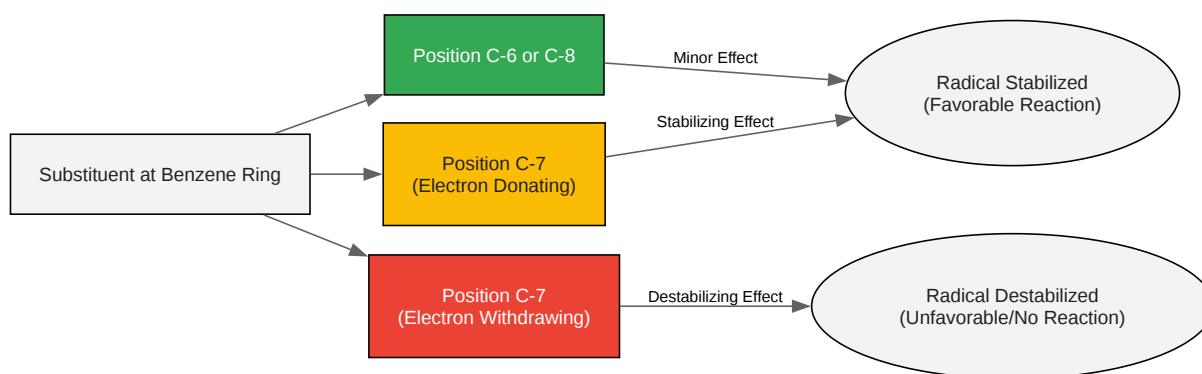 Position C-6 or C-8
Minor Effect
Radical Stabilized
(Favorable Reaction)
Stabilizing Effect
Substituent at Benzene Ring
Position C-7
(Electron Donating)
Position C-7
(Electron Withdrawing)
Destabilizing Effect
Radical Destabilized
(Unfavorable/No Reaction)